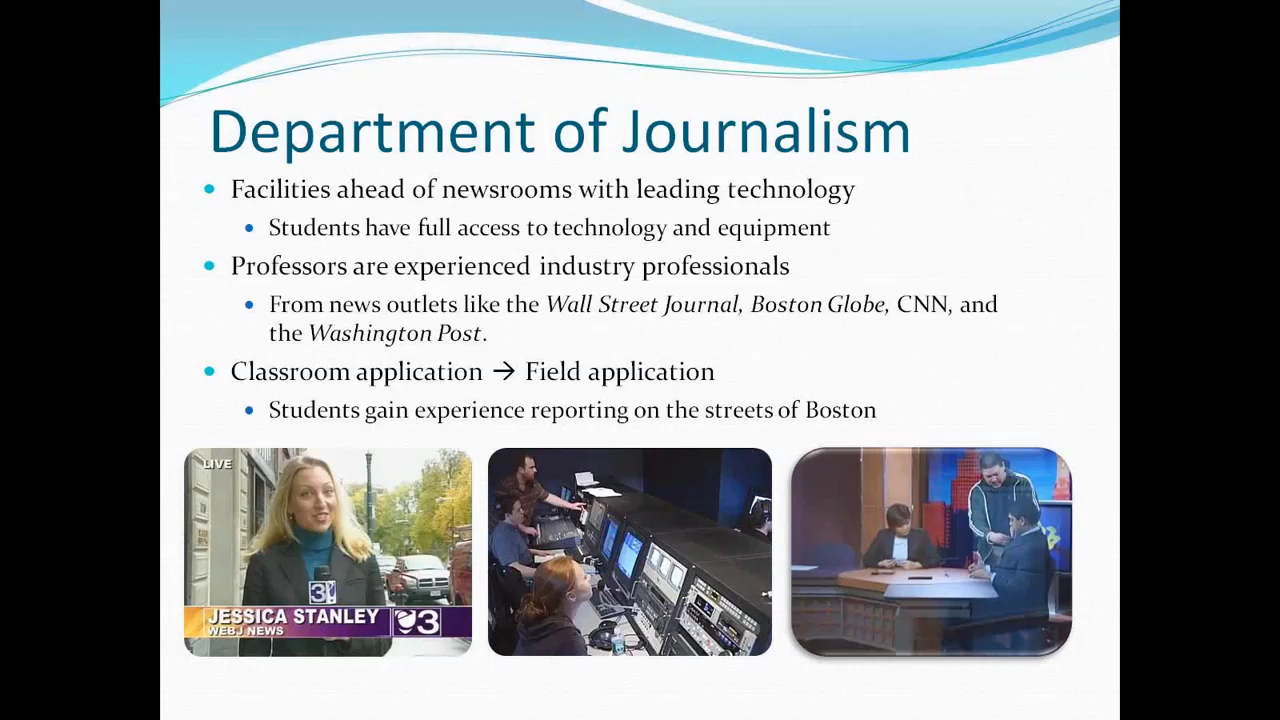 Department of Journalism
Facilities ahead of newsrooms with leading technology
Students have full access to technology and equipment
Professors are experienced industry professionals
From news outlets like the Wall Street Journal, Boston Globe, CNN, and
the Washington Post.
Classroom application → Field application
Students gain experience reporting on the streets of Boston
LIVE
3
JESSICA STANLEY
3
WEBJ NEWS